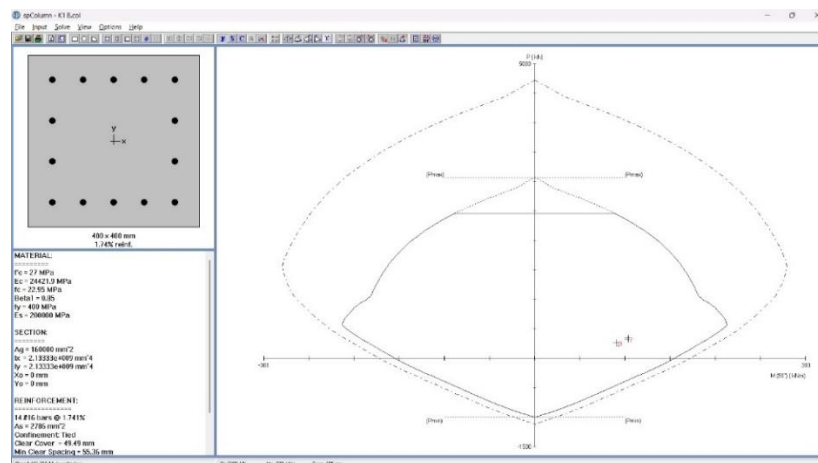 spColumn - K1 B.col
File Input Solve View Options Help
P (kN)
5000
(Pmax) (Pmax)
y
x
400 x 400 mm
1.74% reinf.
MATERIAL:
=========
f'c = 27 MPa
Ec = 24421.9 MPa
fc = 22.95 MPa
Beta1 = 0.85
fy = 400 MPa
Es = 200000 MPa
SECTION:
========
Ag = 160000 mm^2
Ix = 2.13333e+009 mm^4
Iy = 2.13333e+009 mm^4
Xo = 0 mm
Yo = 0 mm
REINFORCEMENT:
==============
14 #16 bars @ 1.741%
As = 2786 mm^2
Confinement: Tied
Clear Cover = 49.49 mm
Min Clear Spacing = 55.36 mm
(Pmin) (Pmin)
-1500